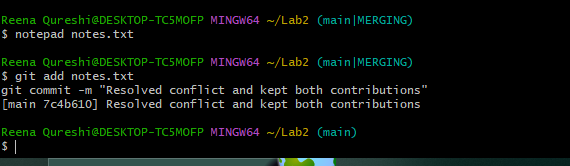 Reena Qureshi@DESKTOP-TC5MOFP MINGW64 ~/Lab2 (main|MERGING)
$ notepad notes.txt
Reena Qureshi@DESKTOP-TC5MOFP MINGW64 ~/Lab2 (main|MERGING)
$ git add notes.txt
git commit -m "Resolved conflict and kept both contributions"
[main 7c4b610] Resolved conflict and kept both contributions
Reena Qureshi@DESKTOP-TC5MOFP MINGW64 ~/Lab2 (main)
$